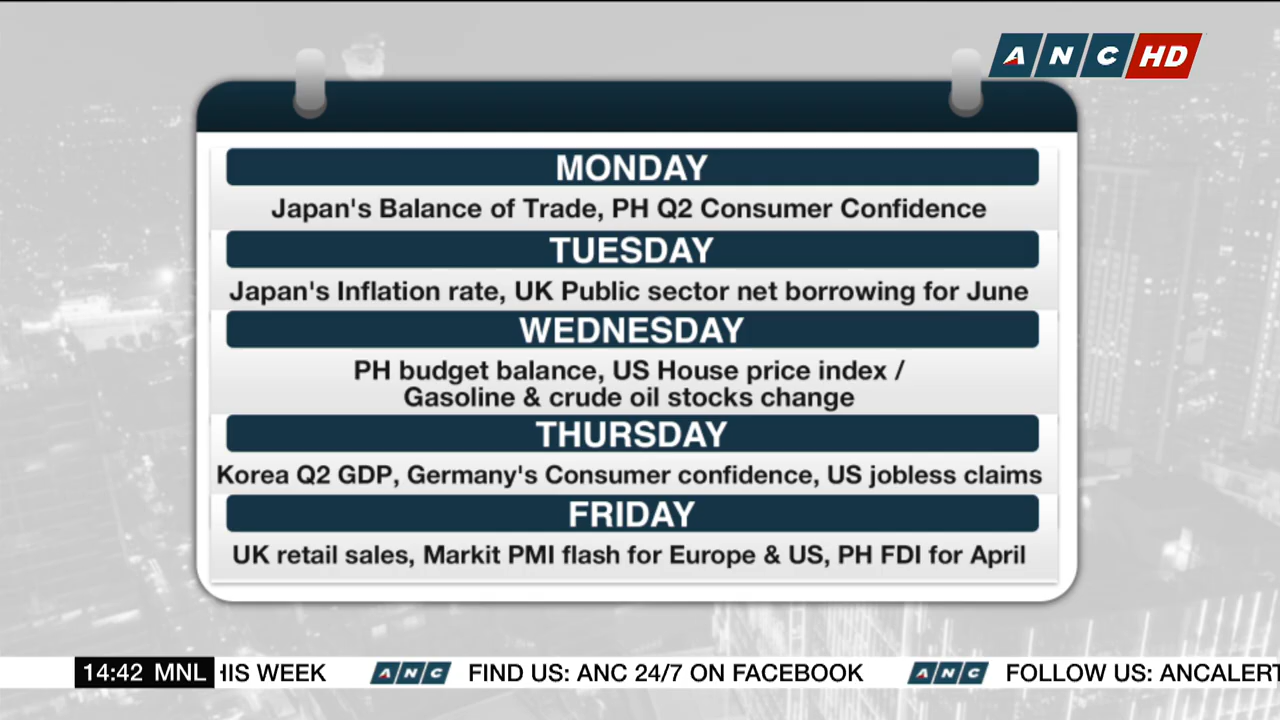 ANC HD
MONDAY
Japan's Balance of Trade, PH Q2 Consumer Confidence
TUESDAY
Japan's Inflation rate, UK Public sector net borrowing for June
WEDNESDAY
PH budget balance, US House price index /
Gasoline & crude oil stocks change
THURSDAY
Korea Q2 GDP, Germany's Consumer confidence, US jobless claims
FRIDAY
UK retail sales, Markit PMI flash for Europe & US, PH FDI for April
14:42 MNL HIS WEEK ANC FIND US: ANC 24/7 ON FACEBOOK ANC FOLLOW US: ANCALERT